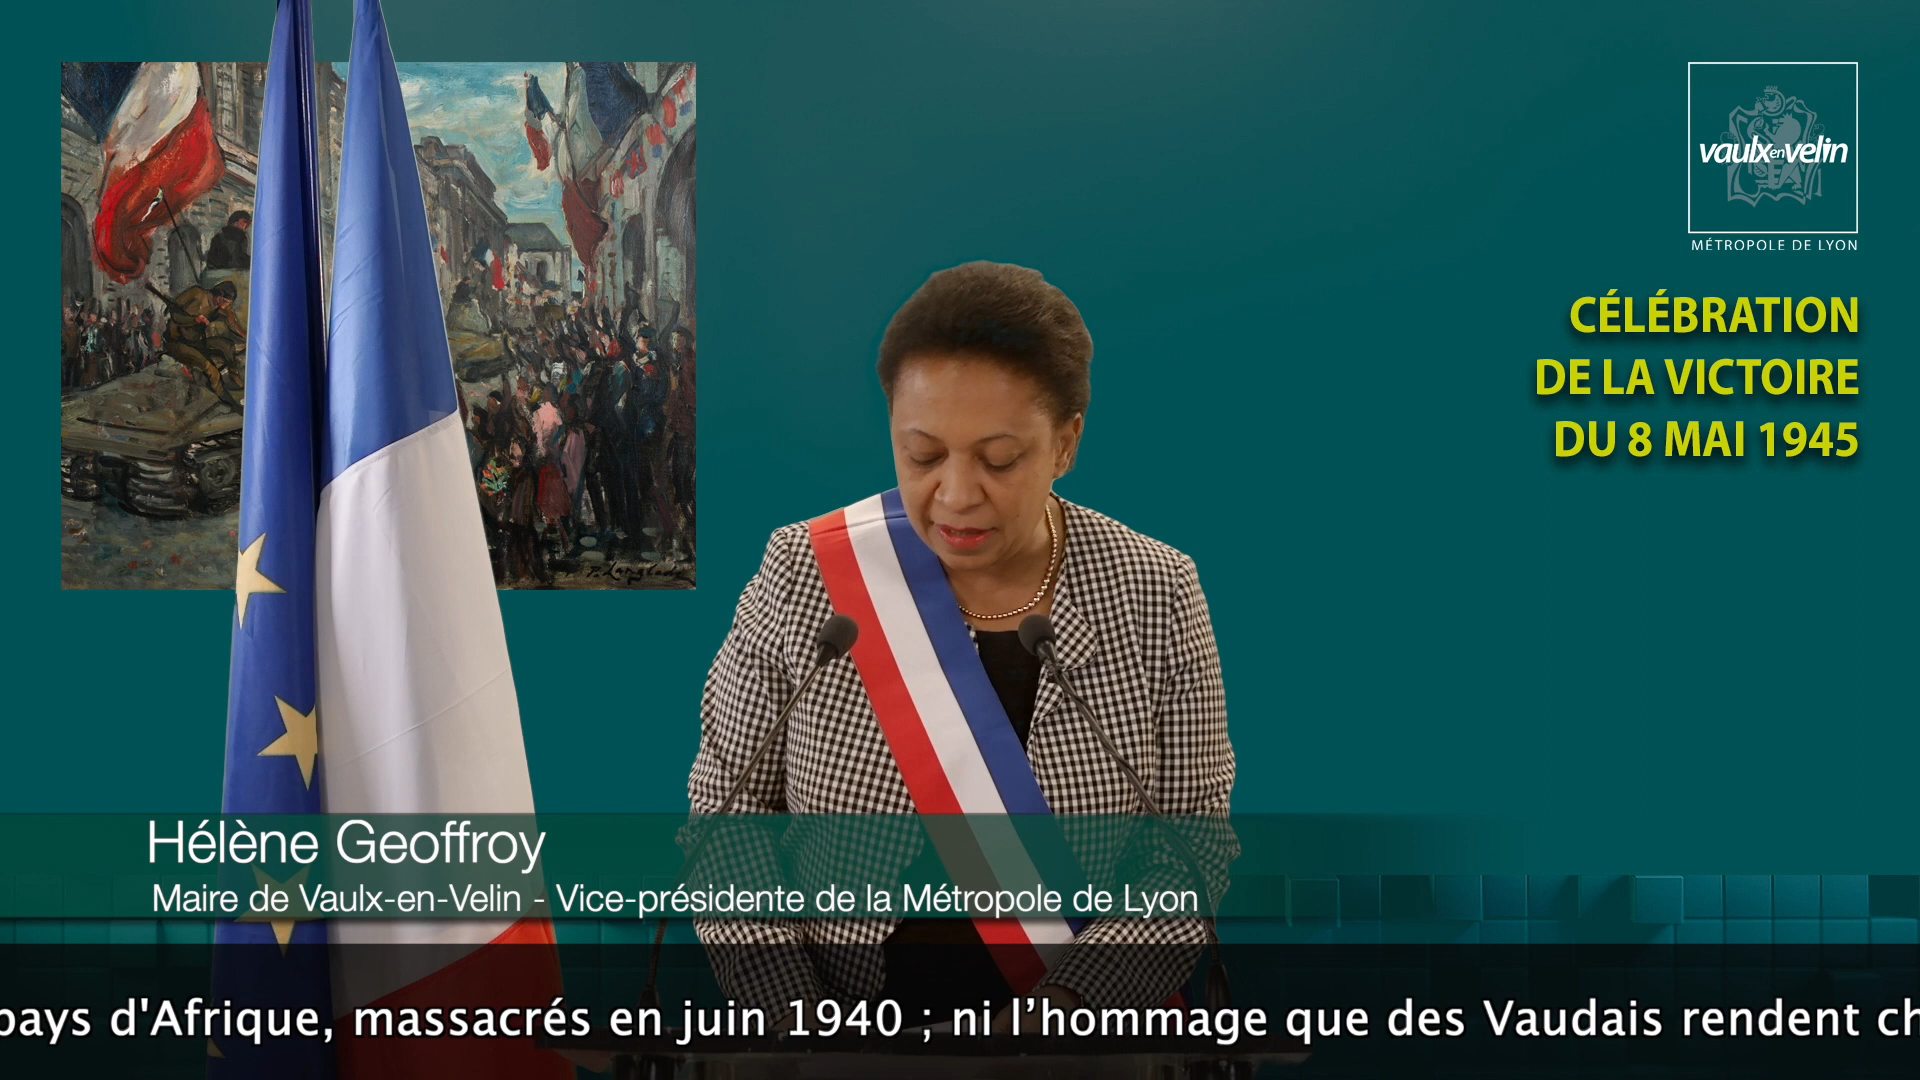 vaulx en velin
MÉTROPOLE DE LYON
CÉLÉBRATION
DE LA VICTOIRE
DU 8 MAI 1945
Hélène Geoffroy
Maire de Vaulx-en-Velin - Vice-présidente de la Métropole de Lyon
pays d'Afrique, massacrés en juin 1940 ; ni l’hommage que des Vaudais rendent ch